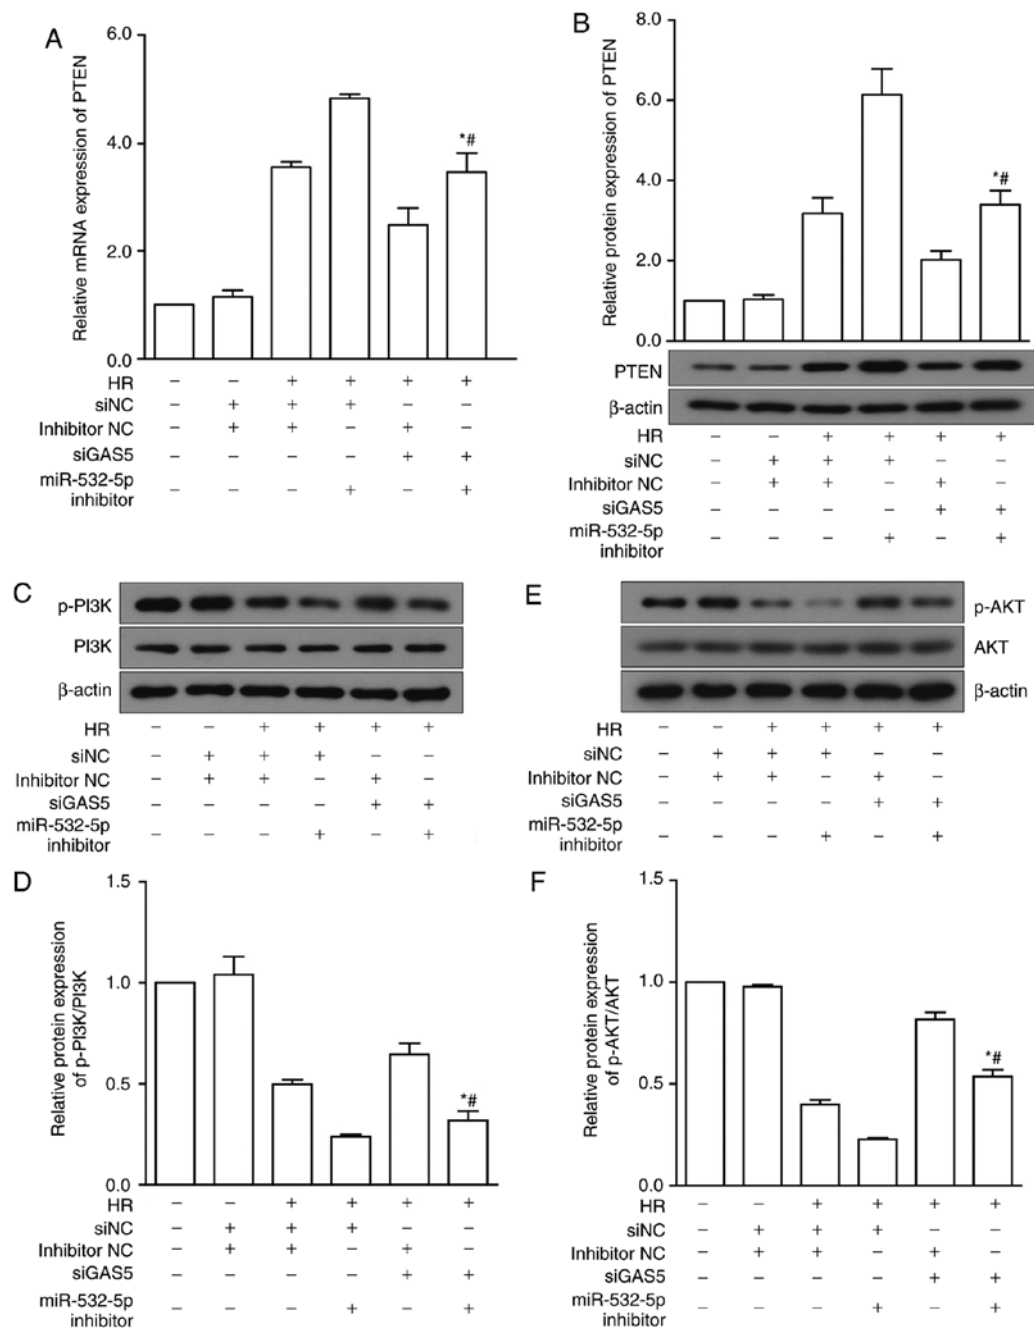 A
Relative mRNA expression of PTEN
6.0
4.0
2.0
0.0
*#
HR – – + + + +
siNC – + + + – –
Inhibitor NC – + + – + –
siGAS5 – – – – + +
miR-532-5p
inhibitor – – – + – +
B
Relative protein expression of PTEN
8.0
6.0
4.0
2.0
0.0
*#
PTEN
β-actin
HR – – + + + +
siNC – + + + – –
Inhibitor NC – + + – + –
siGAS5 – – – – + +
miR-532-5p
inhibitor – – – + – +
C
p-PI3K
PI3K
β-actin
HR – – + + + +
siNC – + + + – –
Inhibitor NC – + + – + –
siGAS5 – – – – + +
miR-532-5p
inhibitor – – – + – +
E
p-AKT
AKT
β-actin
HR – – + + + +
siNC – + + + – –
Inhibitor NC – + + – + –
siGAS5 – – – – + +
miR-532-5p
inhibitor – – – + – +
D
Relative protein expression
of p-PI3K/PI3K
1.5
1.0
0.5
0.0
*#
HR – – + + + +
siNC – + + + – –
Inhibitor NC – + + – + –
siGAS5 – – – – + +
miR-532-5p
inhibitor – – – + – +
F
Relative protein expression
of p-AKT/AKT
1.5
1.0
0.5
0.0
*#
HR – – + + + +
siNC – + + + – –
Inhibitor NC – + + – + –
siGAS5 – – – – + +
miR-532-5p
inhibitor – – – + – +